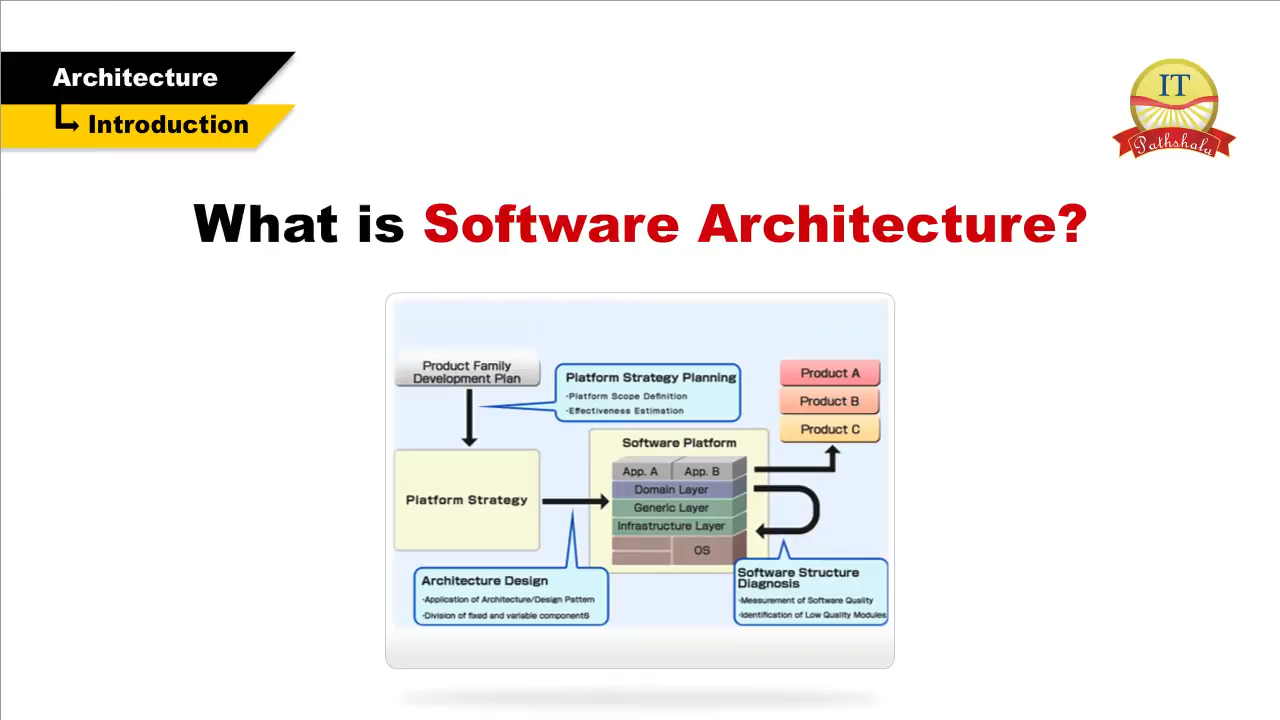 Architecture
Introduction
IT
Pathshala
What is Software Architecture?
Product Family
Development Plan
Platform Strategy Planning
·Platform Scope Definition
·Effectiveness Estimation
Product A
Product B
Product C
Platform Strategy
Software Platform
App. A
App. B
Domain Layer
Generic Layer
Infrastructure Layer
OS
Architecture Design
·Application of Architecture/Design Pattern
·Division of fixed and variable componentS
Software Structure
Diagnosis
·Measurement of Software Quality
·Identification of Low Quality Modules